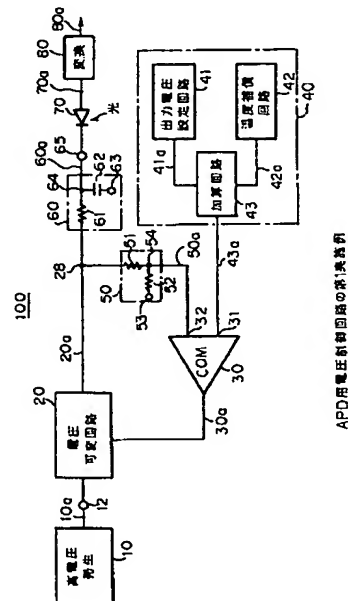 100
高電圧
発生
10
10a
12
電圧
可変回路
20
20a
28
60
60a
61
62
63
64
65
70
光
70a
変換
80
80a
50
50a
51
52
53
54
COM
30
30a
31
32
43a
加算回路
43
41a
42a
出力電圧
設定回路
41
温度補償
回路
42
40
APD用電圧制御回路の第1実施例